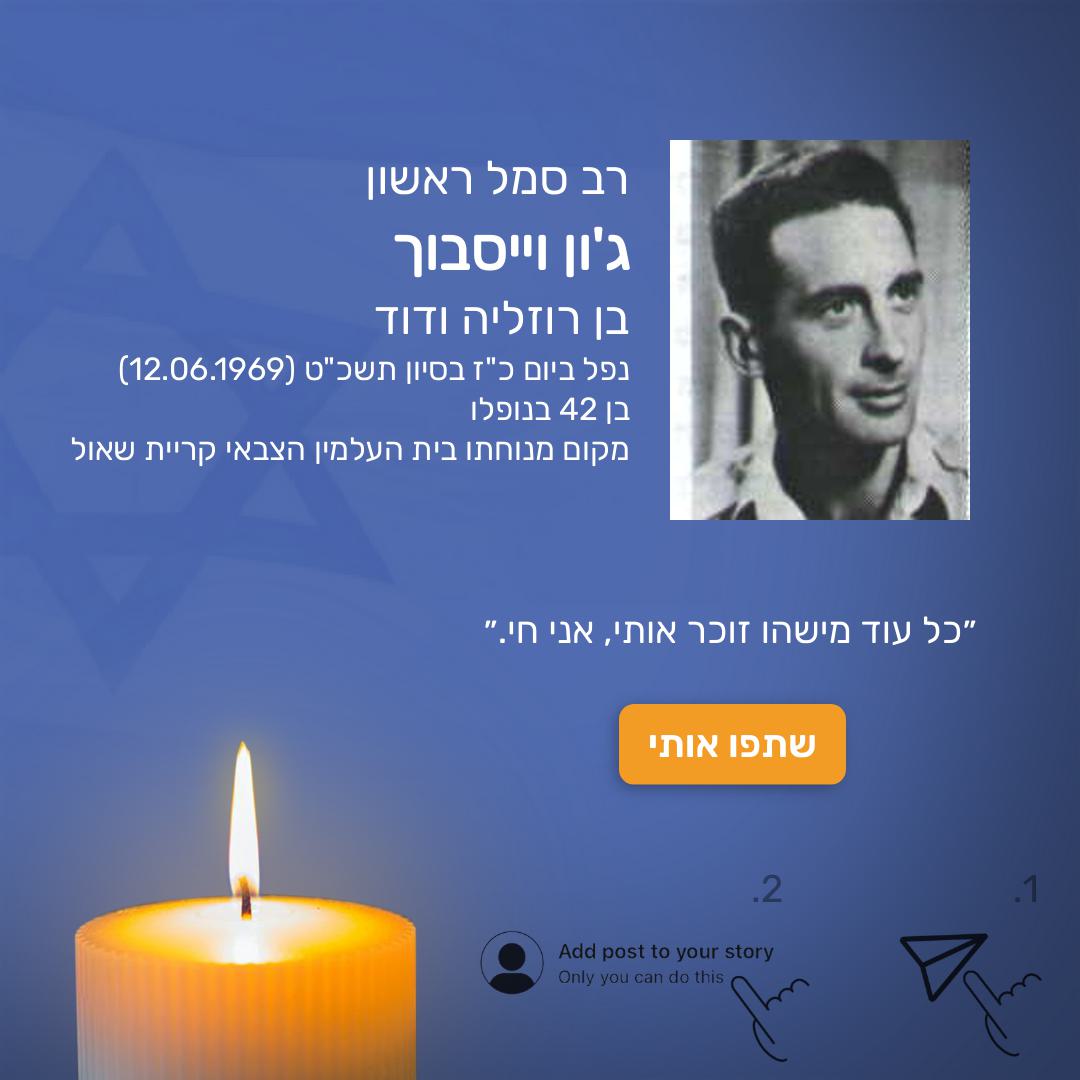 רב סמל ראשון
ג'ון וייסבוך
בן רוזליה ודוד
נפל ביום כ"ז בסיון תשכ"ט (12.06.1969)
בן 42 בנופלו
מקום מנוחתו בית העלמין הצבאי קריית שאול
״כל עוד מישהו זוכר אותי, אני חי.״
שתפו אותי
1.
2.
Add post to your story
Only you can do this